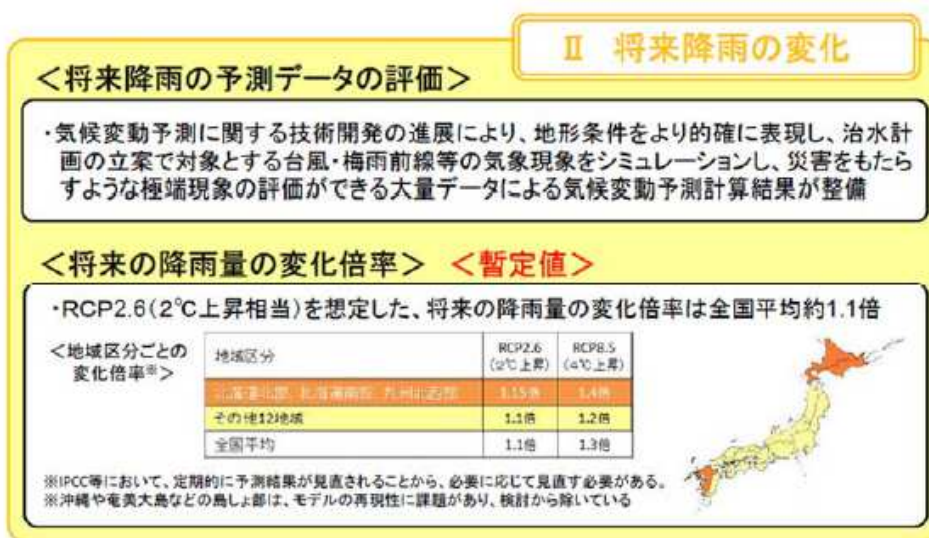 Ⅱ 将来降雨の変化
＜将来降雨の予測データの評価＞
・気候変動予測に関する技術開発の進展により、地形条件をより的確に表現し、治水計
画の立案で対象とする台風・梅雨前線等の気象現象をシミュレーションし、災害をもたら
すような極端現象の評価ができる大量データによる気候変動予測計算結果が整備
＜将来の降雨量の変化倍率＞ ＜暫定値＞
・RCP2.6(2℃上昇相当)を想定した、将来の降雨量の変化倍率は全国平均約1.1倍
＜地域区分ごとの
変化倍率※＞
地域区分 RCP2.6 RCP8.5
(2℃上昇) (4℃上昇)
北海道北部、北海道南部、九州北西部 1.15倍 1.4倍
その他12地域 1.1倍 1.2倍
全国平均 1.1倍 1.3倍
※IPCC等において、定期的に予測結果が見直されることから、必要に応じて見直す必要がある。
※沖縄や奄美大島などの島しょ部は、モデルの再現性に課題があり、検討から除いている